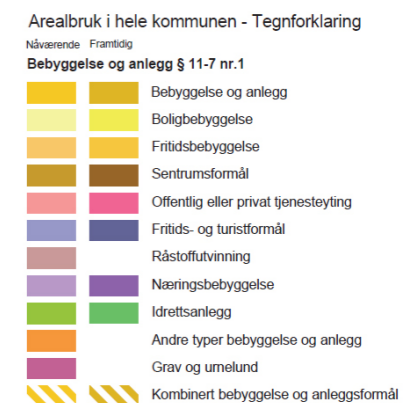 Arealbruk i hele kommunen - Tegnforklaring
Nåværende Framtidig
Bebyggelse og anlegg § 11-7 nr.1
Bebyggelse og anlegg
Boligbebyggelse
Fritidsbebyggelse
Sentrumsformål
Offentlig eller privat tjenesteyting
Fritids- og turistformål
Råstoffutvinning
Næringsbebyggelse
Idrettsanlegg
Andre typer bebyggelse og anlegg
Grav og urnelund
Kombinert bebyggelse og anleggsformål